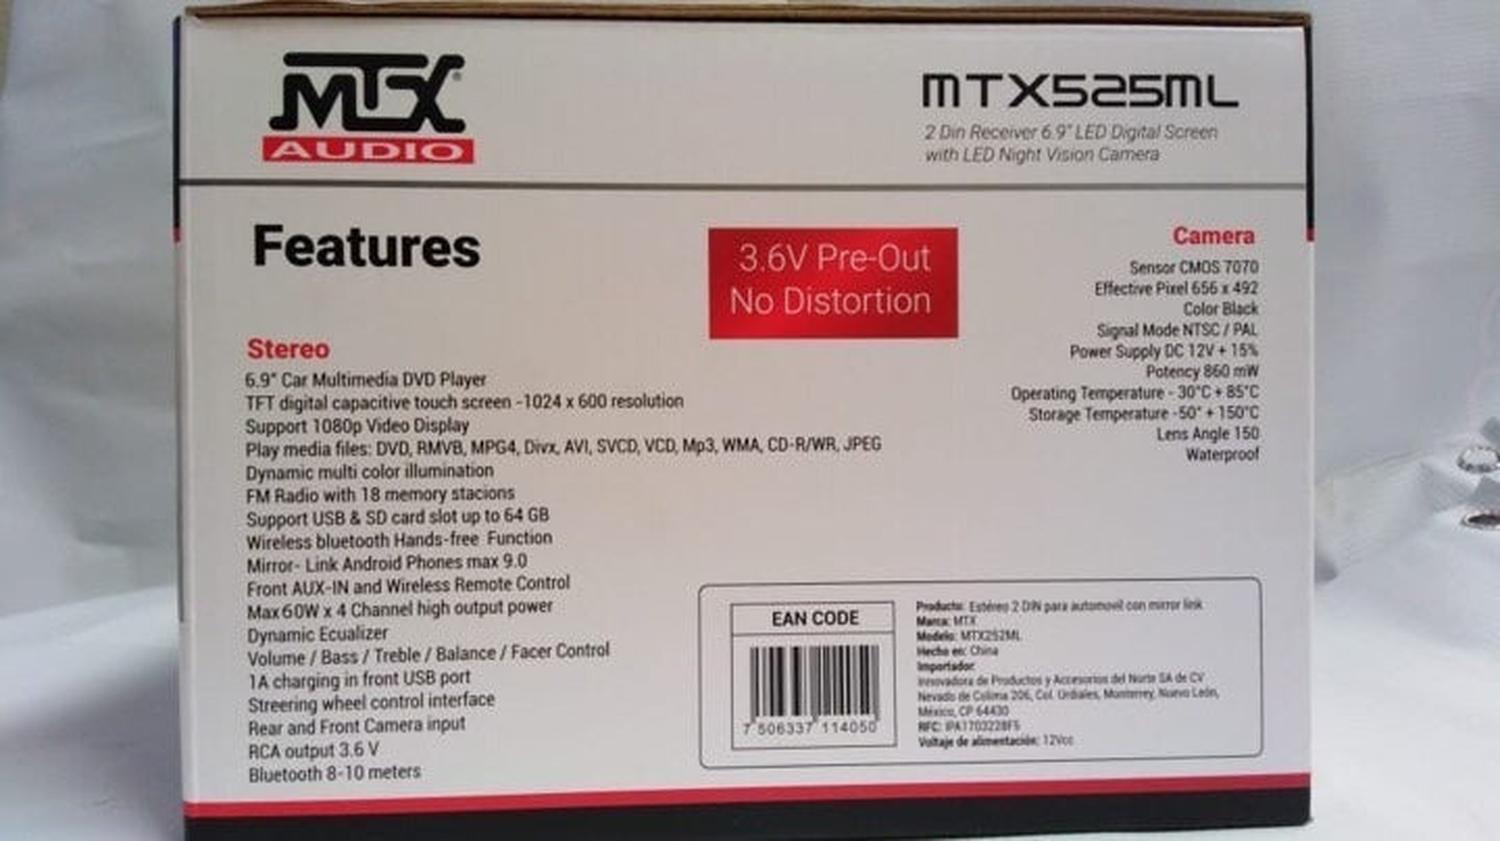 MTX®
AUDIO
MTX525ML
2 Din Receiver 6.9" LED Digital Screen
with LED Night Vision Camera
Features
3.6V Pre-Out
No Distortion
Stereo
6.9" Car Multimedia DVD Player
TFT digital capacitive touch screen -1024 x 600 resolution
Support 1080p Video Display
Play media files: DVD, RMVB, MPG4, Divx, AVI, SVCD, VCD, Mp3, WMA, CD-R/WR, JPEG
Dynamic multi color illumination
FM Radio with 18 memory stacions
Support USB & SD card slot up to 64 GB
Wireless bluetooth Hands-free Function
Mirror- Link Android Phones max 9.0
Front AUX-IN and Wireless Remote Control
Max 60W x 4 Channel high output power
Dynamic Ecualizer
Volume / Bass / Treble / Balance / Facer Control
1A charging in front USB port
Streering wheel control interface
Rear and Front Camera input
RCA output 3.6 V
Bluetooth 8-10 meters
Camera
Sensor CMOS 7070
Effective Pixel 656 x 492
Color Black
Signal Mode NTSC / PAL
Power Supply DC 12V + 15%
Potency 860 mW
Operating Temperature - 30°C + 85°C
Storage Temperature -50° + 150°C
Lens Angle 150
Waterproof
EAN CODE
7 506337 114050
Producto: Estéreo 2 DIN para automovil con mirror link
Marca: MTX
Modelo: MTX252ML
Hecho en: China
Importador:
Innovadora de Productos y Accesorios del Norte SA de CV
Nevado de Colima 206, Col. Urdiales, Monterrey, Nuevo León,
México, CP 64430
RFC: IPA1703228F5
Voltaje de alimentación: 12Vcc